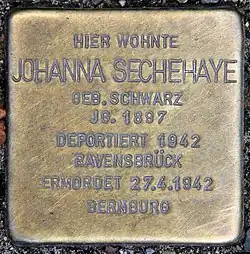 HIER WOHNTE
JOHANNA SECHEHAYE
GEB. SCHWARZ
JG. 1897
DEPORTIERT 1942
RAVENSBRÜCK
ERMORDET 27.4.1942
BERNBURG